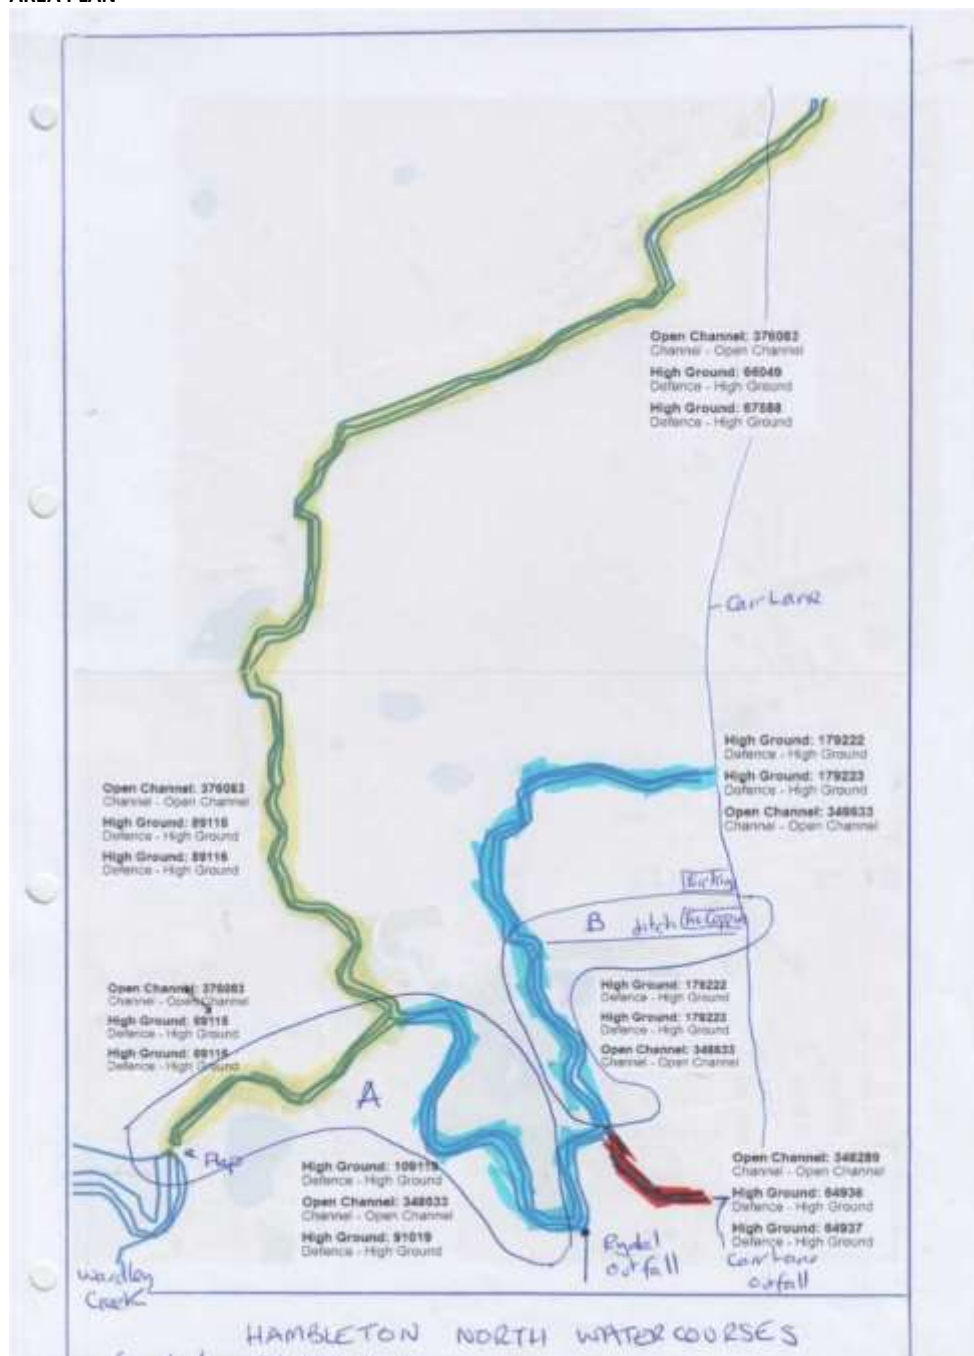 AREA PLAN
Open Channel: 376083
Channel - Open Channel
High Ground: 66049
Defence - High Ground
High Ground: 67588
Defence - High Ground
Carr Lane
High Ground: 179222
Defence - High Ground
High Ground: 179223
Defence - High Ground
Open Channel: 348633
Channel - Open Channel
Open Channel: 376083
Channel - Open Channel
High Ground: 89115
Defence - High Ground
High Ground: 89116
Defence - High Ground
B ditch
Open Channel: 376083
Channel - Open Channel
High Ground: 89115
Defence - High Ground
High Ground: 89116
Defence - High Ground
High Ground: 179222
Defence - High Ground
High Ground: 179223
Defence - High Ground
Open Channel: 348633
Channel - Open Channel
A
Flaps
High Ground: 109119
Defence - High Ground
Open Channel: 348633
Channel - Open Channel
High Ground: 91019
Defence - High Ground
Open Channel: 348289
Channel - Open Channel
High Ground: 64936
Defence - High Ground
High Ground: 64937
Defence - High Ground
Rydal
Outfall
Carr Lane
outfall
Wardley
Creek
HAMBLETON NORTH WATERCOURSES